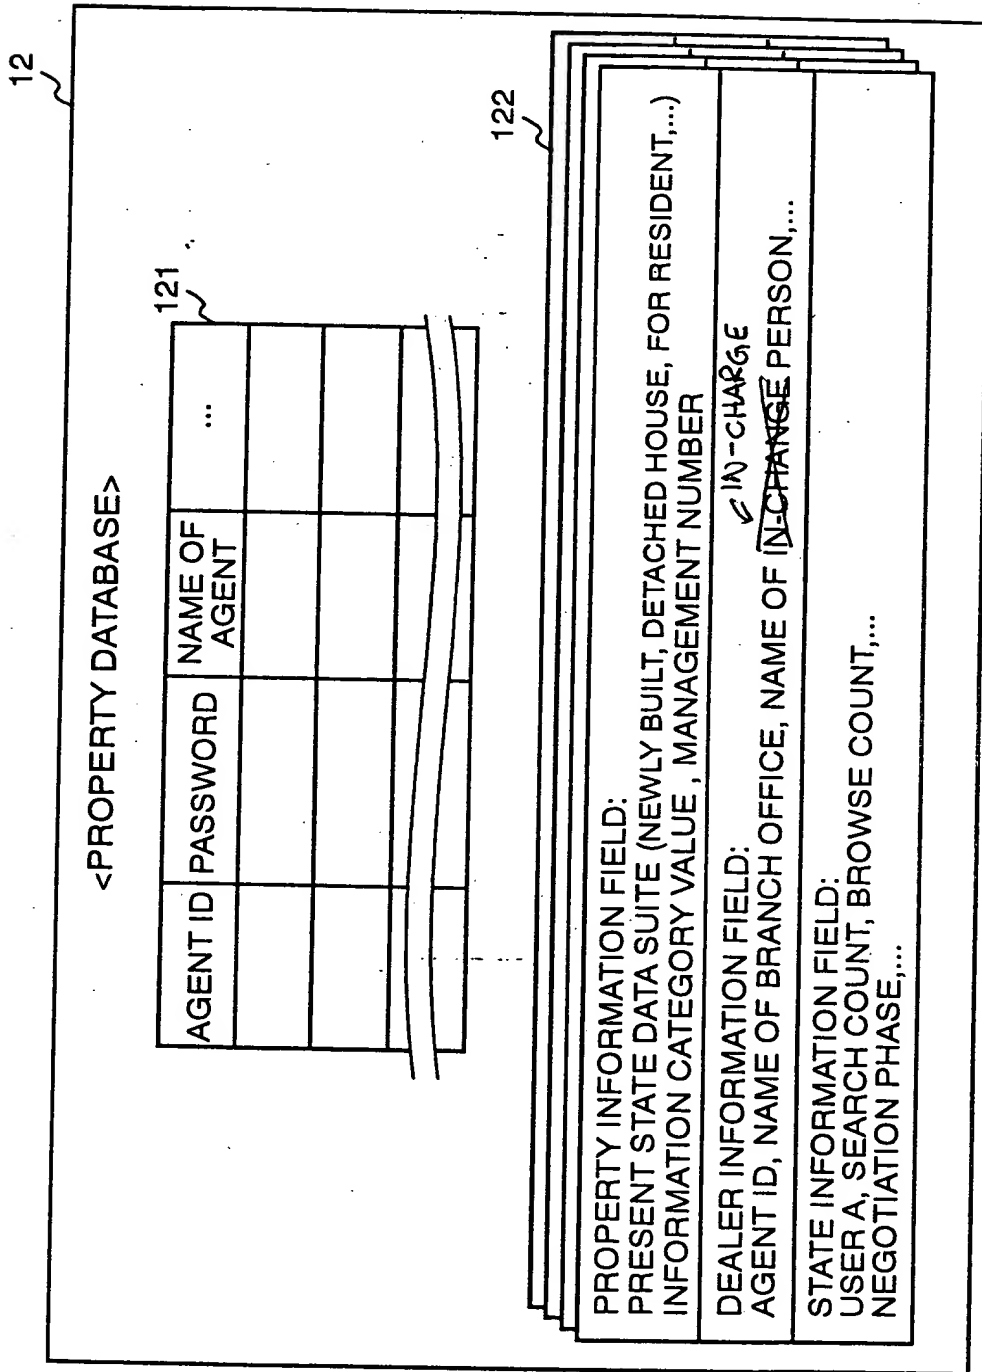 12
<PROPERTY DATABASE>
121
AGENT ID PASSWORD NAME OF AGENT ...
122
PROPERTY INFORMATION FIELD:
PRESENT STATE DATA SUITE (NEWLY BUILT, DETACHED HOUSE, FOR RESIDENT,...)
INFORMATION CATEGORY VALUE , MANAGEMENT NUMBER
IN-CHARGE
DEALER INFORMATION FIELD:
AGENT ID, NAME OF BRANCH OFFICE, NAME OF IN-CHANGE PERSON,...
STATE INFORMATION FIELD:
USER A, SEARCH COUNT, BROWSE COUNT,...
NEGOTIATION PHASE,...